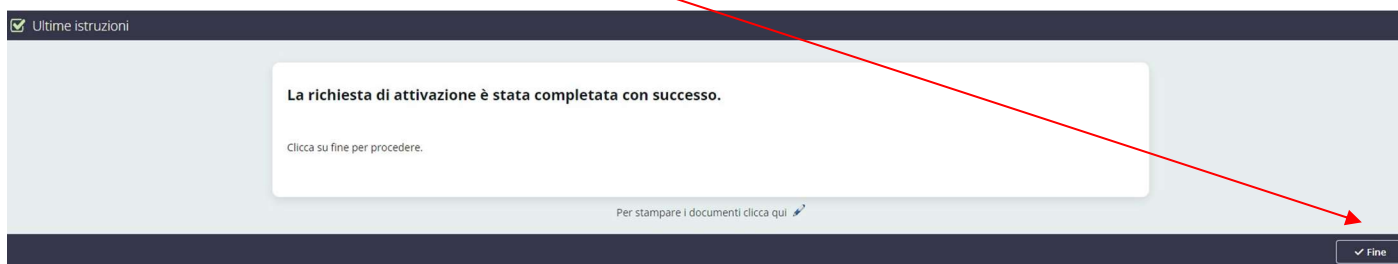 Ultime istruzioni
La richiesta di attivazione è stata completata con successo.
Clicca su fine per procedere.
Per stampare i documenti clicca qui
Fine